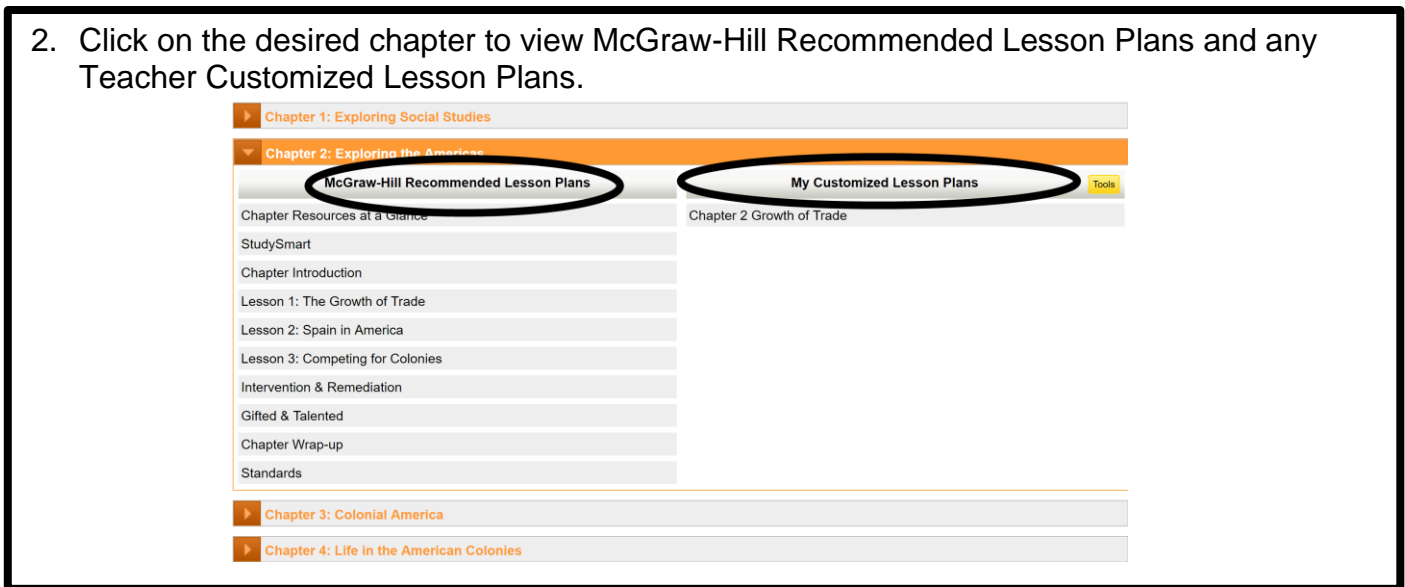 2. Click on the desired chapter to view McGraw-Hill Recommended Lesson Plans and any
Teacher Customized Lesson Plans.
Chapter 1: Exploring Social Studies
Chapter 2: Exploring the Americas
McGraw-Hill Recommended Lesson Plans
My Customized Lesson Plans
Tools
Chapter Resources at a Glance
Chapter 2 Growth of Trade
StudySmart
Chapter Introduction
Lesson 1: The Growth of Trade
Lesson 2: Spain in America
Lesson 3: Competing for Colonies
Intervention & Remediation
Gifted & Talented
Chapter Wrap-up
Standards
Chapter 3: Colonial America
Chapter 4: Life in the American Colonies